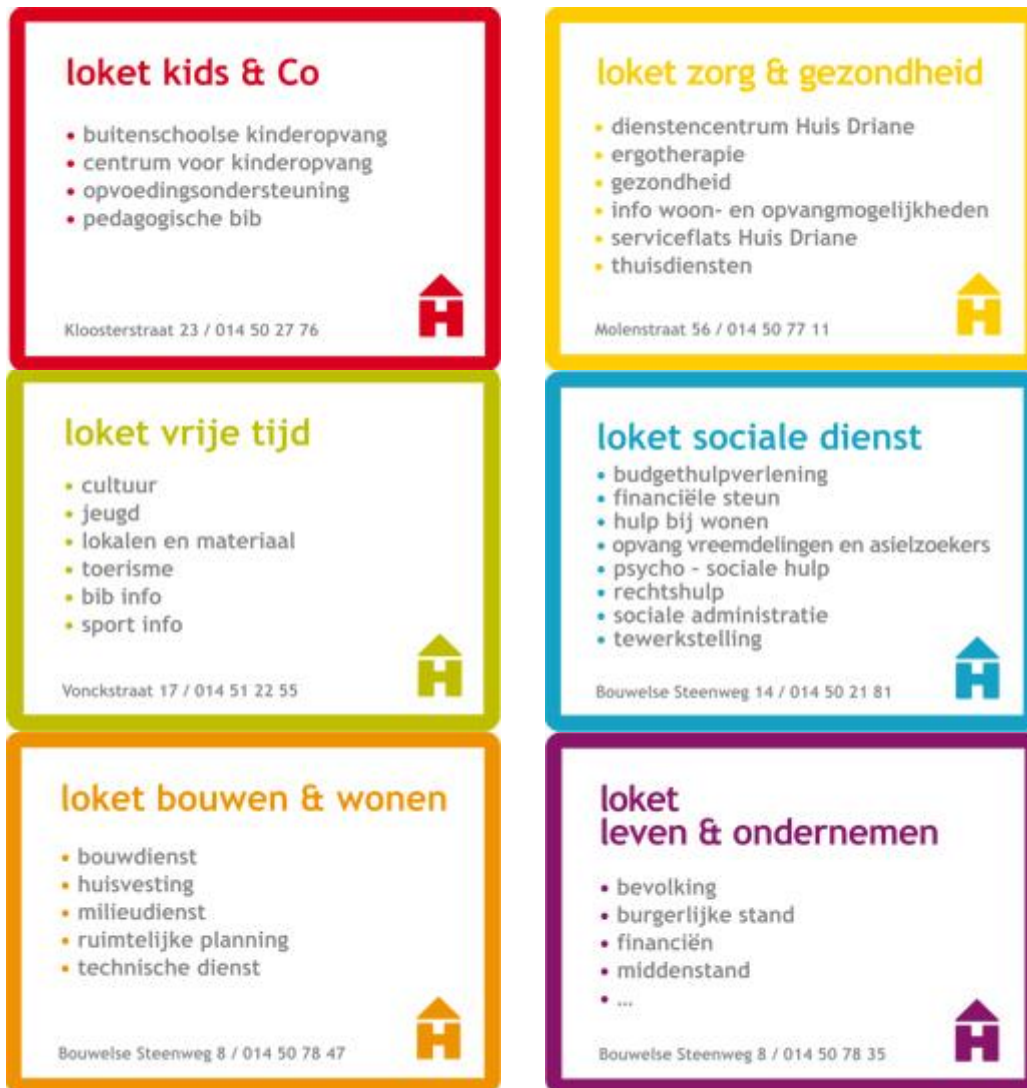 loket kids & Co
• buitenschoolse kinderopvang
• centrum voor kinderopvang
• opvoedingsondersteuning
• pedagogische bib
Kloosterstraat 23 / 014 50 27 76
H
loket zorg & gezondheid
• dienstencentrum Huis Driane
• ergotherapie
• gezondheid
• info woon- en opvangmogelijkheden
• serviceflats Huis Driane
• thuisdiensten
Molenstraat 56 / 014 50 77 11
H
loket vrije tijd
• cultuur
• jeugd
• lokalen en materiaal
• toerisme
• bib info
• sport info
Vonckstraat 17 / 014 51 22 55
H
loket sociale dienst
• budgethulpverlening
• financiële steun
• hulp bij wonen
• opvang vreemdelingen en asielzoekers
• psycho - sociale hulp
• rechtshulp
• sociale administratie
• tewerkstelling
Bouwelse Steenweg 14 / 014 50 21 81
H
loket bouwen & wonen
• bouwdienst
• huisvesting
• milieudienst
• ruimtelijke planning
• technische dienst
Bouwelse Steenweg 8 / 014 50 78 47
H
loket
leven & ondernemen
• bevolking
• burgerlijke stand
• financiën
• middenstand
• ...
Bouwelse Steenweg 8 / 014 50 78 35
H